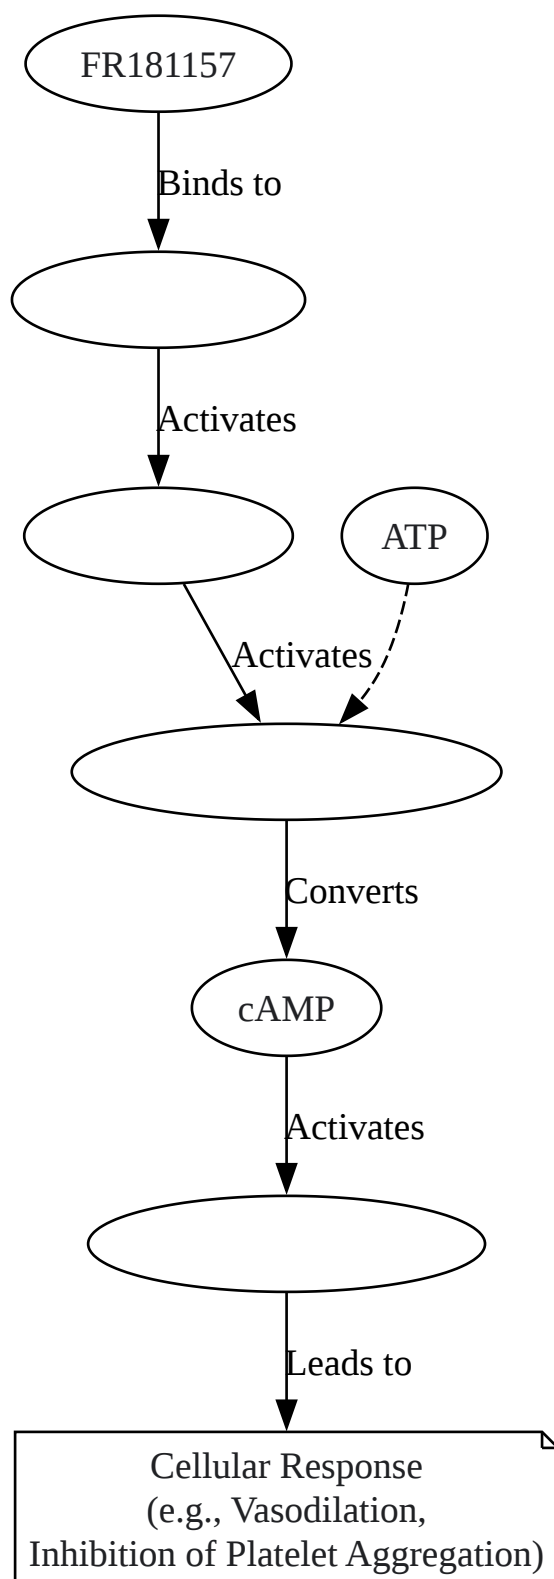 FR181157
Binds to
Activates
ATP
Activates
Converts
cAMP
Activates
Leads to
Cellular Response
(e.g., Vasodilation,
Inhibition of Platelet Aggregation)